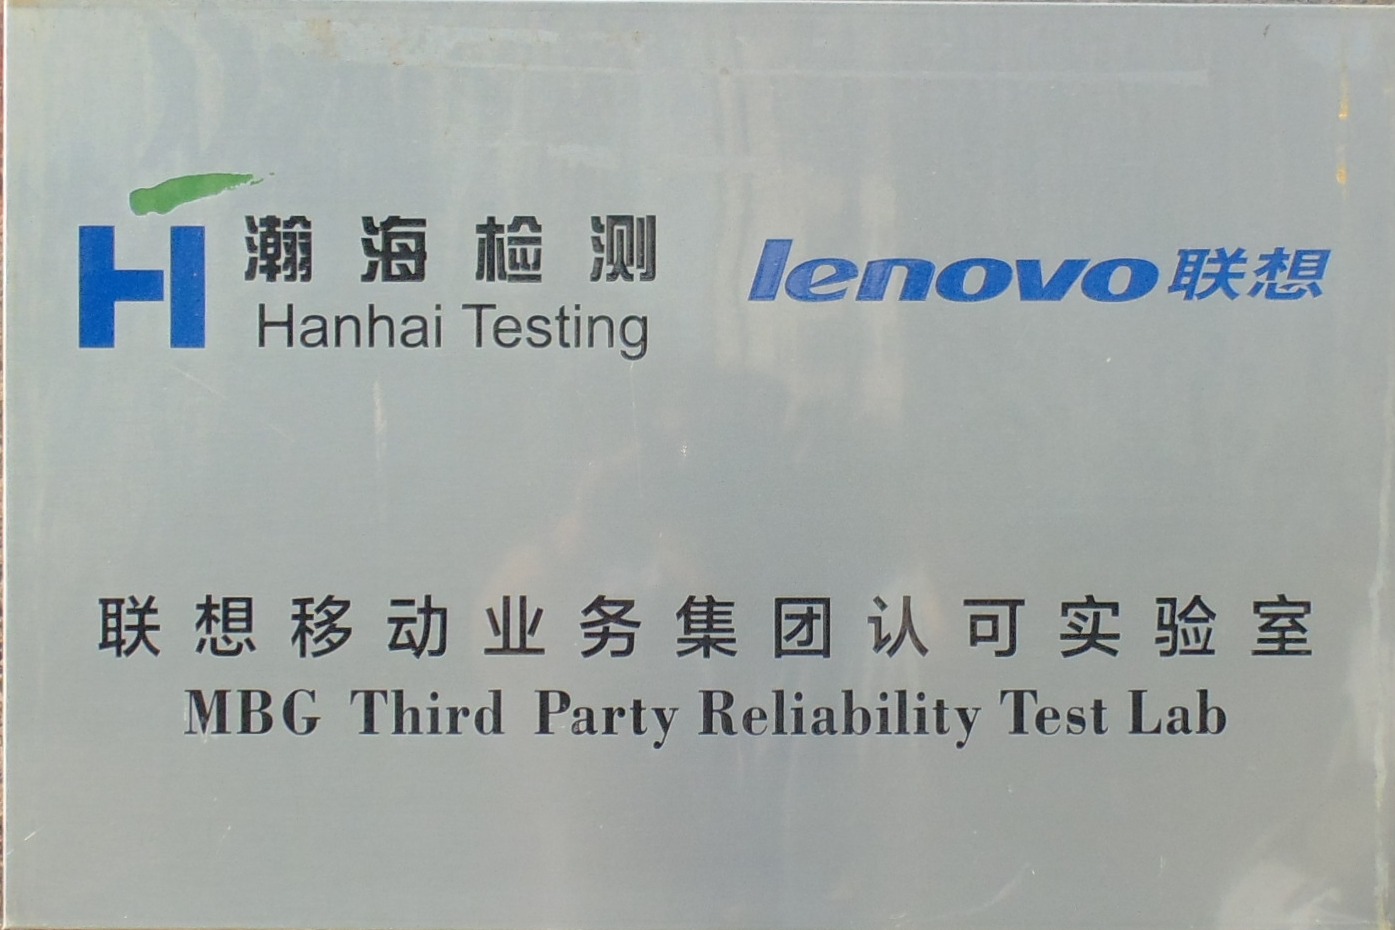 瀚海检测
Hanhai Testing
lenovo联想
联想移动业务集团认可实验室
MBG Third Party Reliability Test Lab